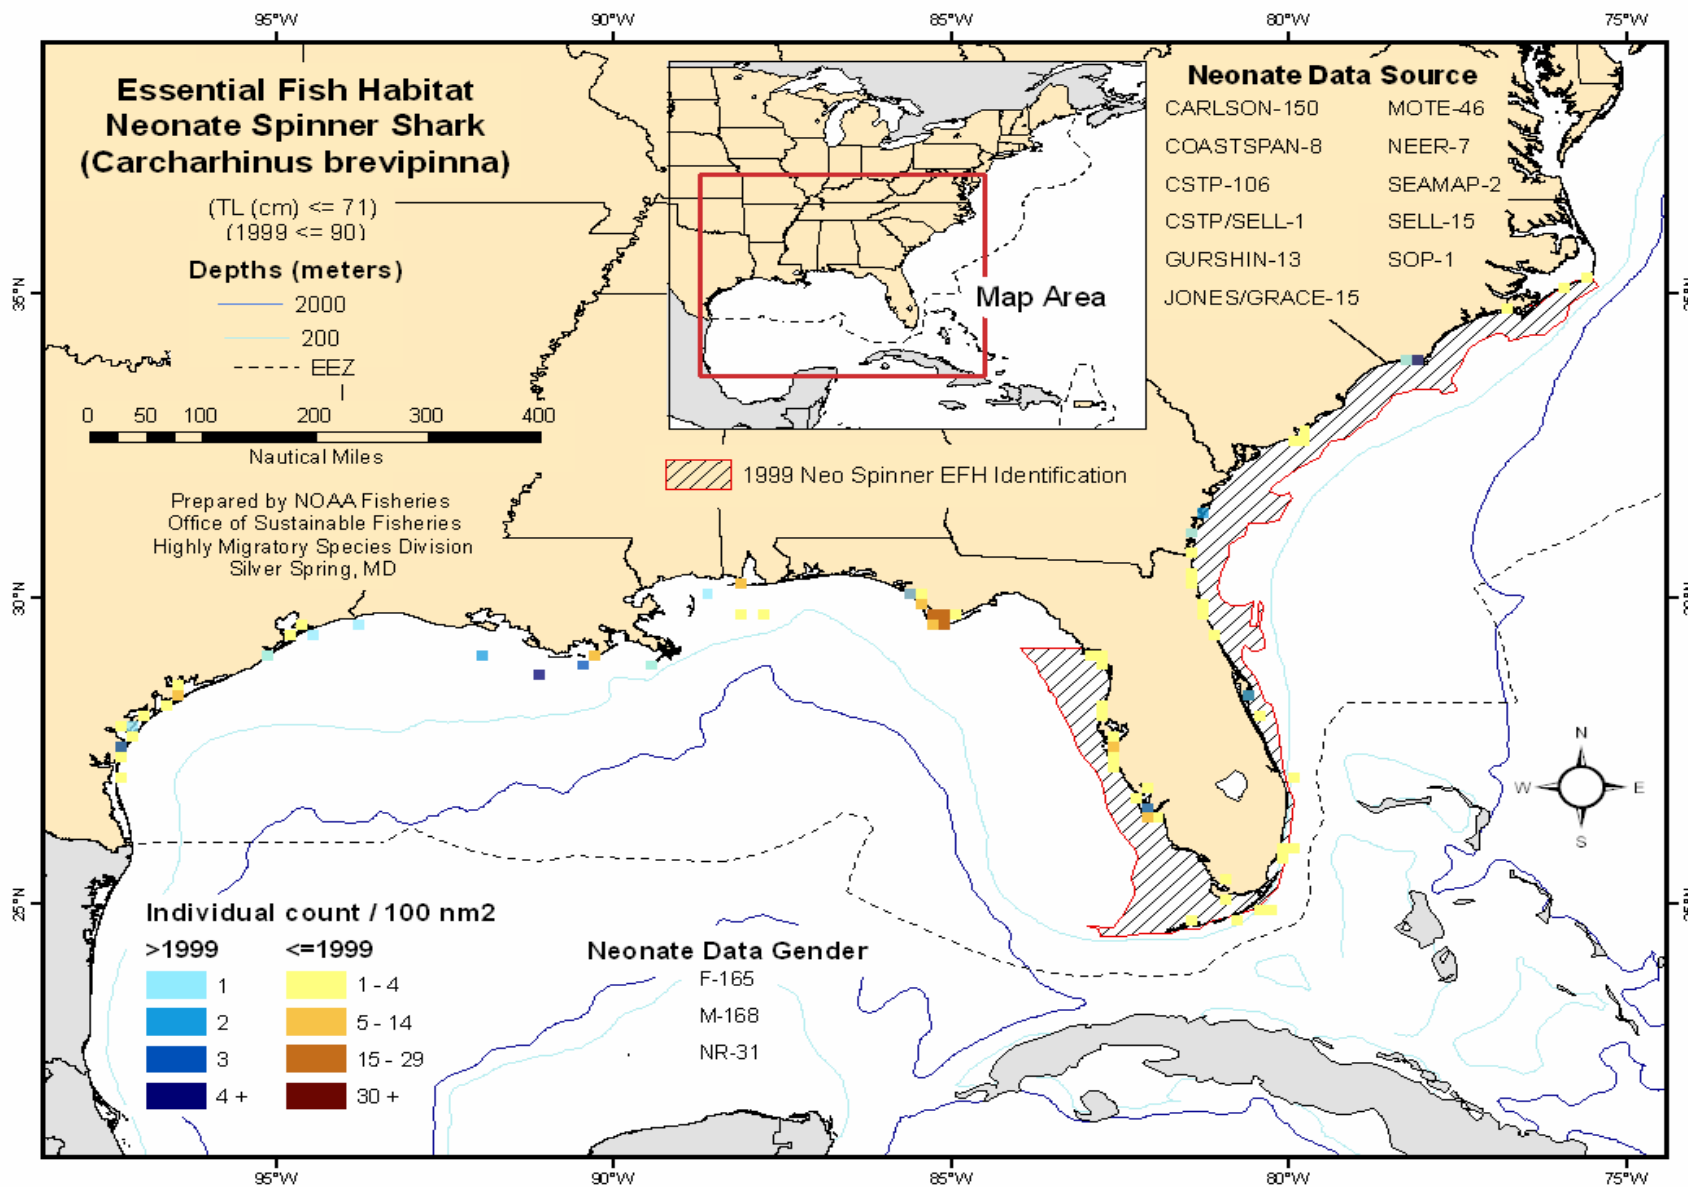 95°W
90°W
85°W
80°W
75°W
Essential Fish Habitat
Neonate Spinner Shark
(Carcharhinus brevipinna)
(TL (cm) <= 71)
(1999 <= 90)
Depths (meters)
2000
200
EEZ
0 50 100 200 300 400
Nautical Miles
Prepared by NOAA Fisheries
Office of Sustainable Fisheries
Highly Migratory Species Division
Silver Spring, MD
Map Area
1999 Neo Spinner EFH Identification
Neonate Data Source
CARLSON-150 MOTE-46
COASTSPAN-8 NEER-7
CSTP-106 SEAMAP-2
CSTP/SELL-1 SELL-15
GURSHIN-13 SOP-1
JONES/GRACE-15
35°N
30°N
25°N
N
W E
S
Individual count / 100 nm2
>1999 <=1999
1 1 - 4
2 5 - 14
3 15 - 29
4 + 30 +
Neonate Data Gender
F-165
M-168
NR-31
95°W
90°W
85°W
80°W
75°W